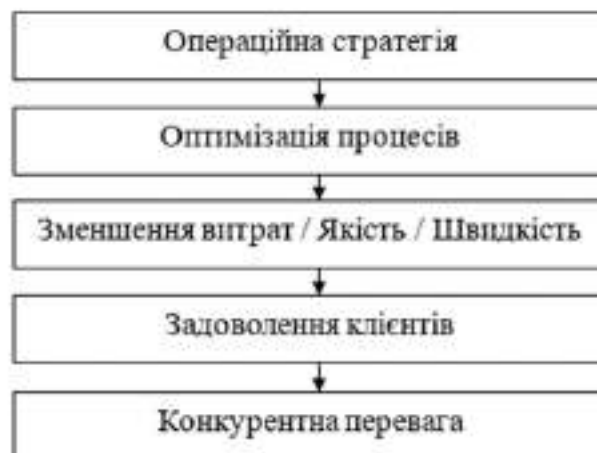 Операційна стратегія
Оптимізація процесів
Зменшення витрат / Якість / Швидкість
Задоволення клієнтів
Конкурентна перевага